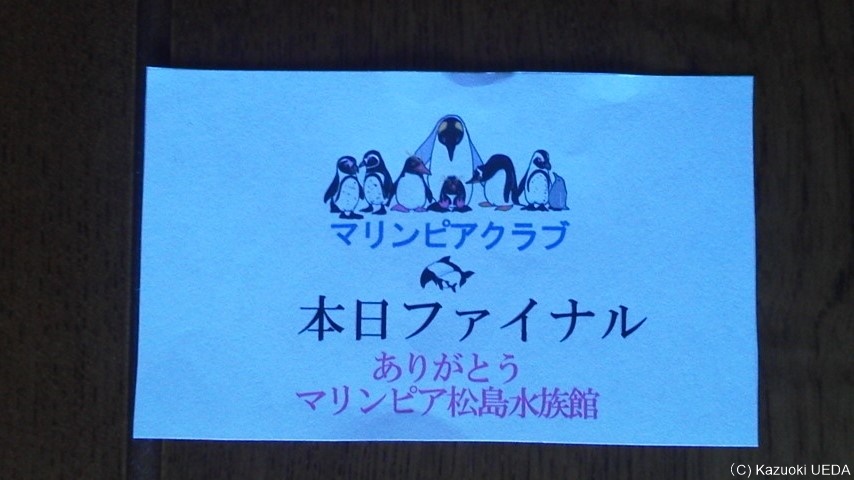 マリンピアクラブ
本日ファイナル
ありがとう
マリンピア松島水族館
(C) Kazuoki UEDA